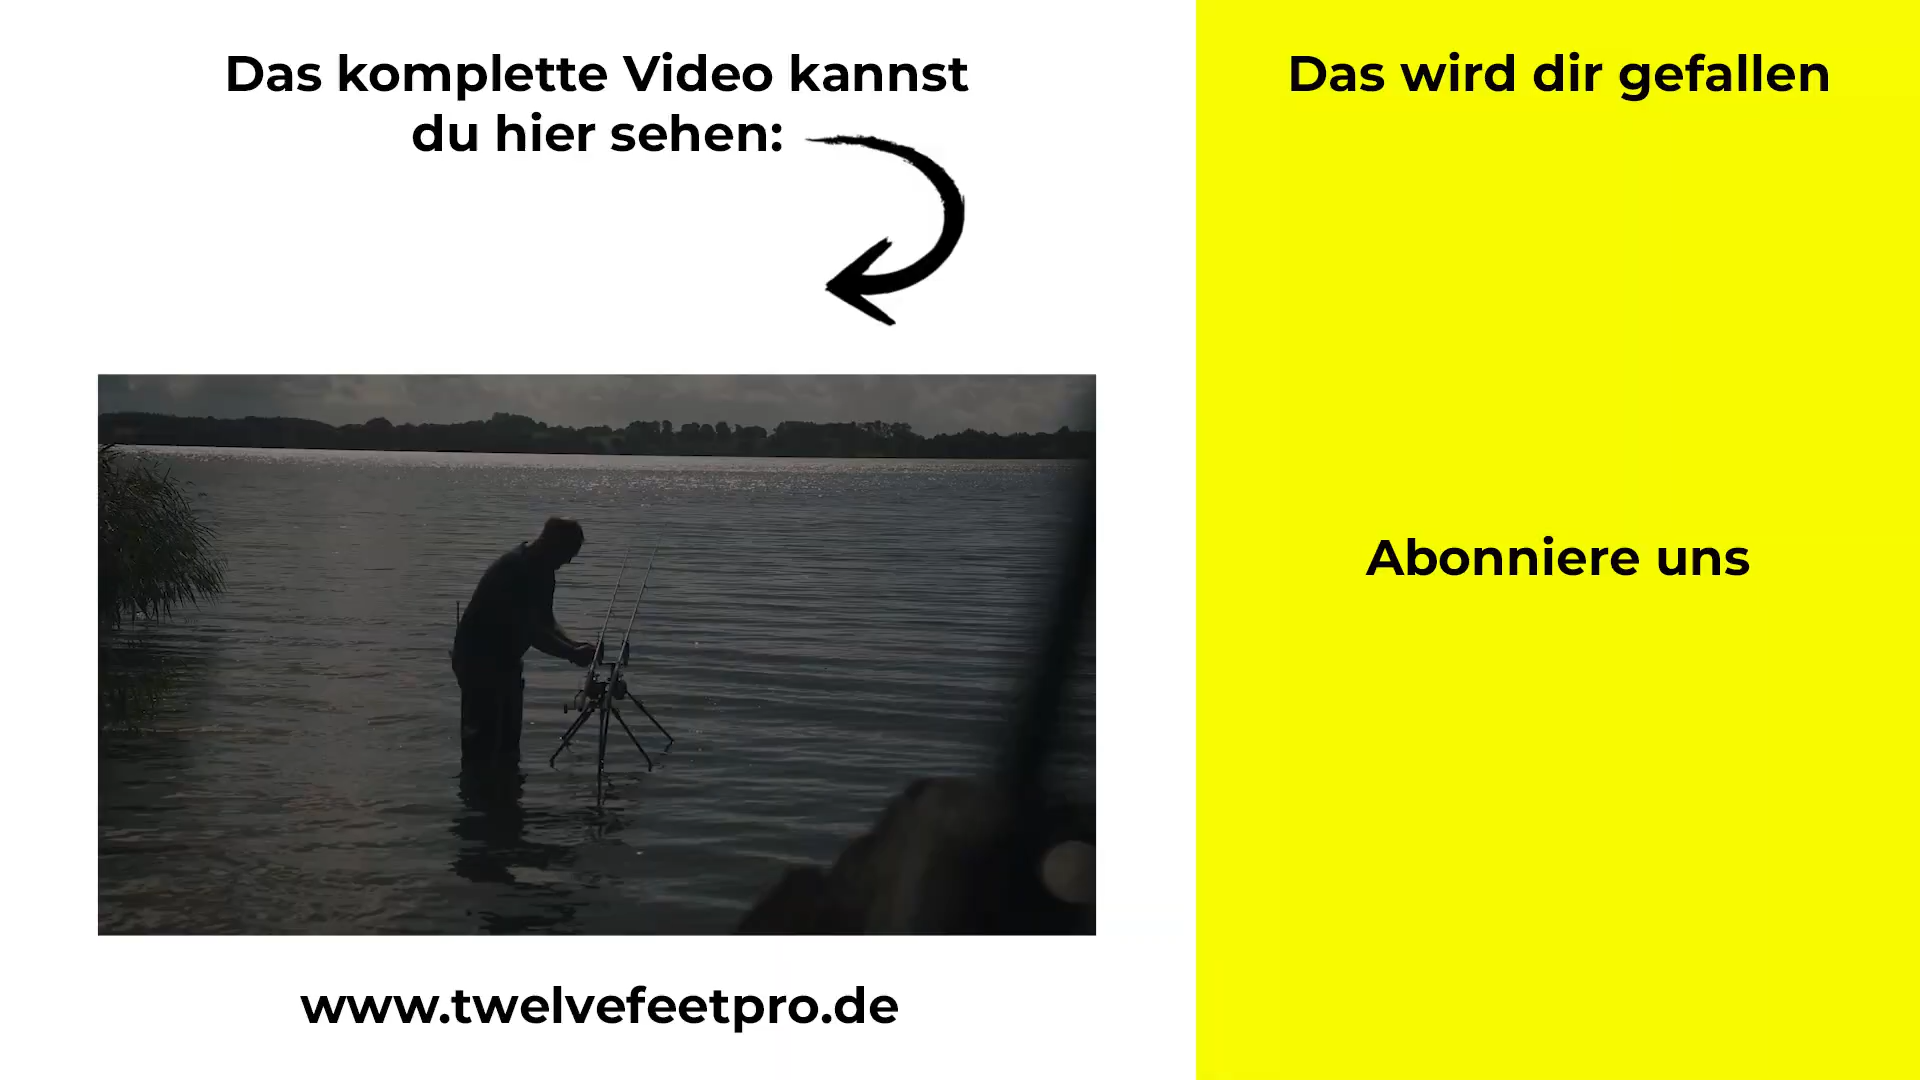 Das komplette Video kannst
du hier sehen:
www.twelvefeetpro.de
Das wird dir gefallen
Abonniere uns